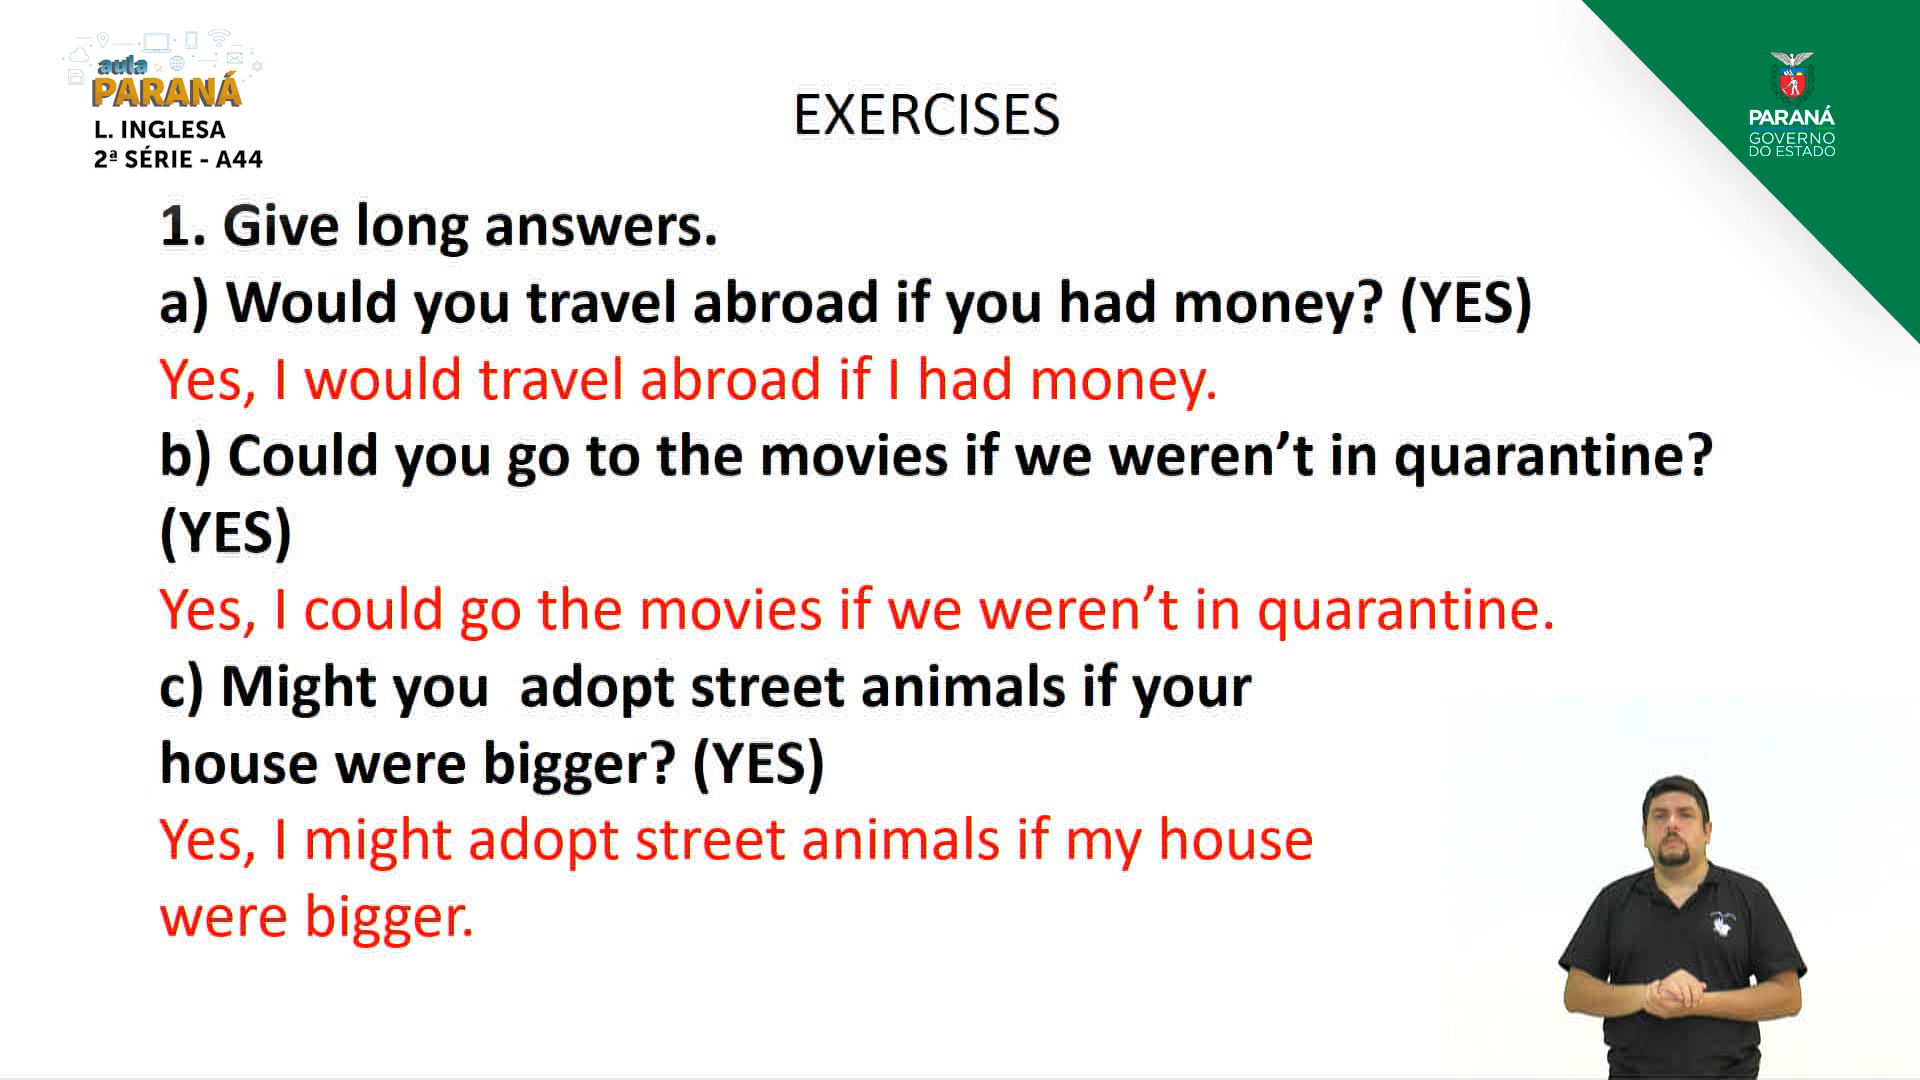 aula
PARANÁ
L. INGLESA
2ª SÉRIE - A44
EXERCISES
PARANÁ
GOVERNO
DO ESTADO
1. Give long answers.
a) Would you travel abroad if you had money? (YES)
Yes, I would travel abroad if I had money.
b) Could you go to the movies if we weren’t in quarantine?
(YES)
Yes, I could go the movies if we weren’t in quarantine.
c) Might you  adopt street animals if your
house were bigger? (YES)
Yes, I might adopt street animals if my house
were bigger.